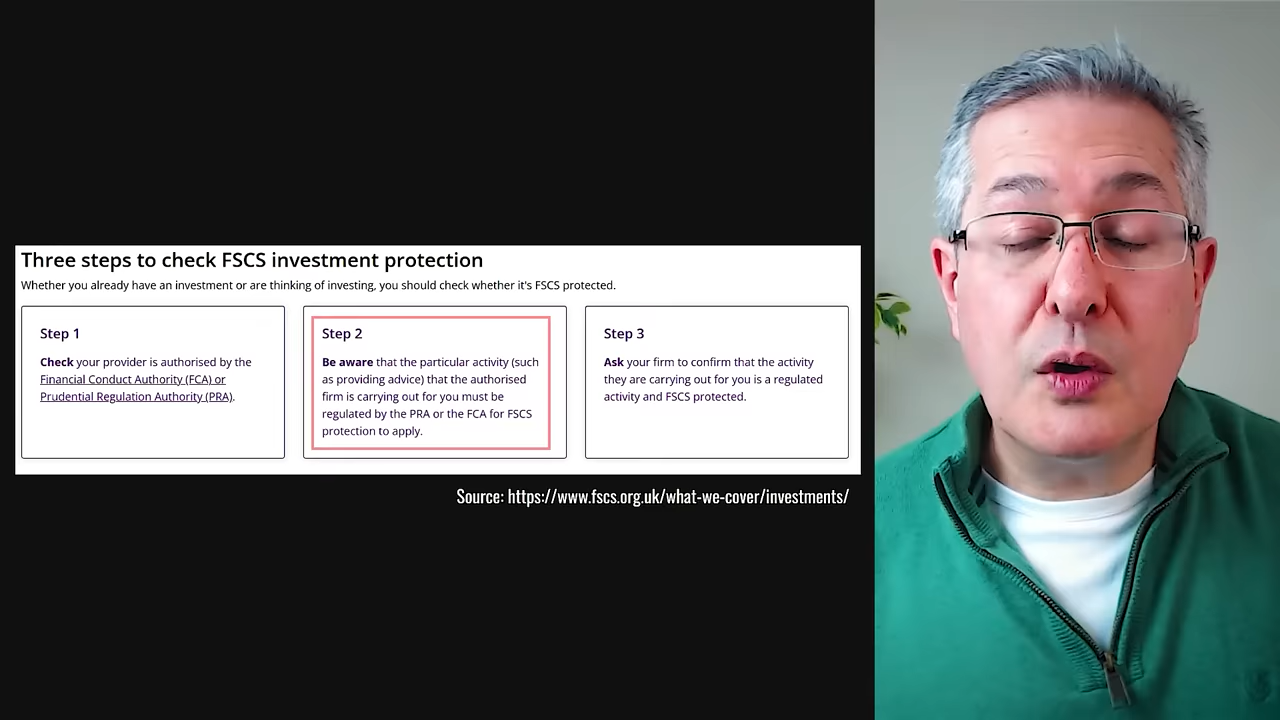 Three steps to check FSCS investment protection
Whether you already have an investment or are thinking of investing, you should check whether it's FSCS protected.
Step 1
Check your provider is authorised by the
Financial Conduct Authority (FCA) or
Prudential Regulation Authority (PRA).
Step 2
Be aware that the particular activity (such
as providing advice) that the authorised
firm is carrying out for you must be
regulated by the PRA or the FCA for FSCS
protection to apply.
Step 3
Ask your firm to confirm that the activity
they are carrying out for you is a regulated
activity and FSCS protected.
Source: https://www.fscs.org.uk/what-we-cover/investments/